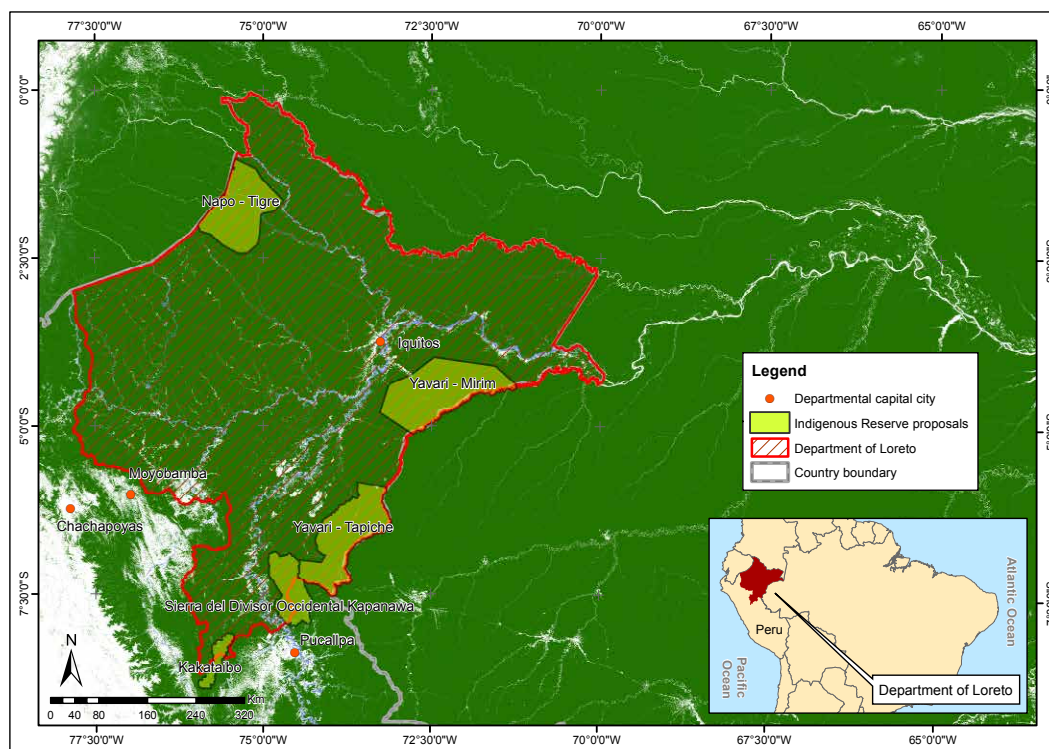 77°30'0"W 75°0'0"W 72°30'0"W 70°0'0"W 67°30'0"W 65°0'0"W
0°0'0"
Napo - Tigre
2°30'0"S
Iquitos
Yavari - Mirim
5°0'0"S
Moyobamba
Chachapoyas
Yavari - Tapiche
7°30'0"S
Sierra del Divisor Occidental Kapanawa
Pucallpa
Kakataibo
N
Km
0 40 80 160 240 320
Legend
Departmental capital city
Indigenous Reserve proposals
Department of Loreto
Country boundary
Atlantic Ocean
Peru
Pacific
Ocean
Department of Loreto
77°30'0"W 75°0'0"W 72°30'0"W 70°0'0"W 67°30'0"W 65°0'0"W